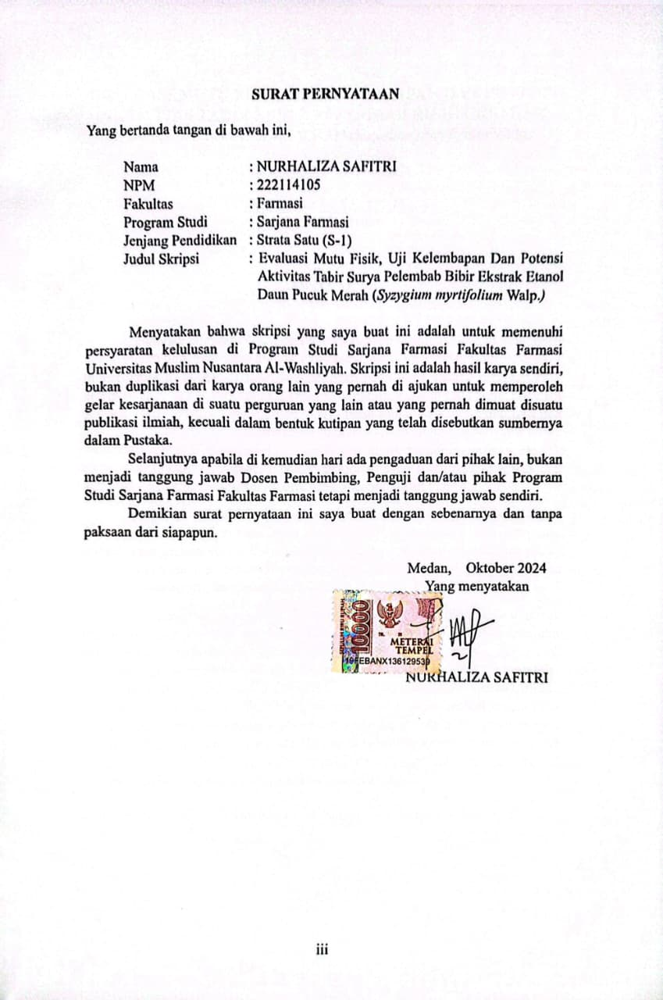 SURAT PERNYATAAN
Yang bertanda tangan di bawah ini,
Nama : NURHALIZA SAFITRI
NPM : 222114105
Fakultas : Farmasi
Program Studi : Sarjana Farmasi
Jenjang Pendidikan : Strata Satu (S-1)
Judul Skripsi : Evaluasi Mutu Fisik, Uji Kelembapan Dan Potensi
Aktivitas Tabir Surya Pelembab Bibir Ekstrak Etanol
Daun Pucuk Merah (Syzygium myrtifolium Walp.)
Menyatakan bahwa skripsi yang saya buat ini adalah untuk memenuhi
persyaratan kelulusan di Program Studi Sarjana Farmasi Fakultas Farmasi
Universitas Muslim Nusantara Al-Washliyah. Skripsi ini adalah hasil karya sendiri,
bukan duplikasi dari karya orang lain yang pernah di ajukan untuk memperoleh
gelar kesarjanaan di suatu perguruan yang lain atau yang pernah dimuat disuatu
publikasi ilmiah, kecuali dalam bentuk kutipan yang telah disebutkan sumbernya
dalam Pustaka.
Selanjutnya apabila di kemudian hari ada pengaduan dari pihak lain, bukan
menjadi tanggung jawab Dosen Pembimbing, Penguji dan/atau pihak Program
Studi Sarjana Farmasi Fakultas Farmasi tetapi menjadi tanggung jawab sendiri.
Demikian surat pernyataan ini saya buat dengan sebenarnya dan tanpa
paksaan dari siapapun.
Medan, Oktober 2024
Yang menyatakan
10000
METERAI
TEMPEL
EBANX136129539
NURHALIZA SAFITRI
iii